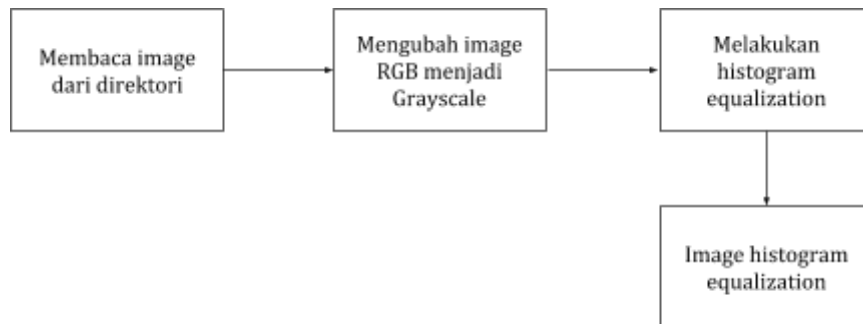 Membaca image
dari direktori
Mengubah image
RGB menjadi
Grayscale
Melakukan
histogram
equalization
Image histogram
equalization